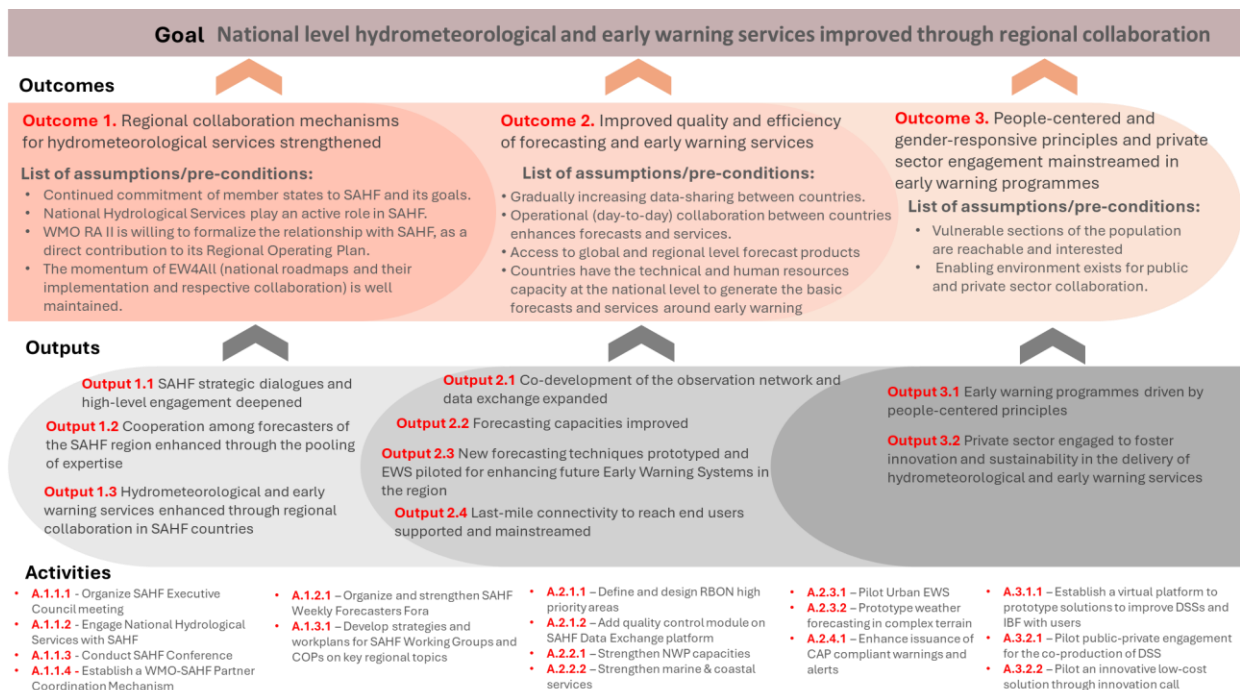 Goal National level hydrometeorological and early warning services improved through regional collaboration
Outcomes
Outcome 1. Regional collaboration mechanisms
for hydrometeorological services strengthened
List of assumptions/pre-conditions:
• Continued commitment of member states to SAHF and its goals.
• National Hydrological Services play an active role in SAHF.
• WMO RA II is willing to formalize the relationship with SAHF, as a
direct contribution to its Regional Operating Plan.
• The momentum of EW4All (national roadmaps and their
implementation and respective collaboration) is well
maintained.
Outcome 2. Improved quality and efficiency
of forecasting and early warning services
List of assumptions/pre-conditions:
• Gradually increasing data-sharing between countries.
• Operational (day-to-day) collaboration between countries
enhances forecasts and services.
• Access to global and regional level forecast products
• Countries have the technical and human resources
capacity at the national level to generate the basic
forecasts and services around early warning
Outcome 3. People-centered and
gender-responsive principles and private
sector engagement mainstreamed in
early warning programmes
List of assumptions/pre-conditions:
• Vulnerable sections of the population
are reachable and interested
• Enabling environment exists for public
and private sector collaboration.
Outputs
Output 1.1 SAHF strategic dialogues and
high-level engagement deepened
Output 1.2 Cooperation among forecasters of
the SAHF region enhanced through the pooling
of expertise
Output 1.3 Hydrometeorological and early
warning services enhanced through regional
collaboration in SAHF countries
Output 2.1 Co-development of the observation network and
data exchange expanded
Output 2.2 Forecasting capacities improved
Output 2.3 New forecasting techniques prototyped and
EWS piloted for enhancing future Early Warning Systems in
the region
Output 2.4 Last-mile connectivity to reach end users
supported and mainstreamed
Output 3.1 Early warning programmes driven by
people-centered principles
Output 3.2 Private sector engaged to foster
innovation and sustainability in the delivery of
hydrometeorological and early warning services
Activities
• A.1.1.1 - Organize SAHF Executive
Council meeting
• A.1.1.2 - Engage National Hydrological
Services with SAHF
• A.1.1.3 - Conduct SAHF Conference
• A.1.1.4 - Establish a WMO-SAHF Partner
Coordination Mechanism
• A.1.2.1 – Organize and strengthen SAHF
Weekly Forecasters Fora
• A.1.3.1 – Develop strategies and
workplans for SAHF Working Groups and
COPs on key regional topics
• A.2.1.1 – Define and design RBON high
priority areas
• A.2.1.2 – Add quality control module on
SAHF Data Exchange platform
• A.2.2.1 – Strengthen NWP capacities
• A.2.2.2 – Strengthen marine & coastal
services
• A.2.3.1 – Pilot Urban EWS
• A.2.3.2 – Prototype weather
forecasting in complex terrain
• A.2.4.1 – Enhance issuance of
CAP compliant warnings and
alerts
• A.3.1.1 – Establish a virtual platform to
prototype solutions to improve DSSs and
IBF with users
• A.3.2.1 – Pilot public-private engagement
for the co-production of DSS
• A.3.2.2 – Pilot an innovative low-cost
solution through innovation call